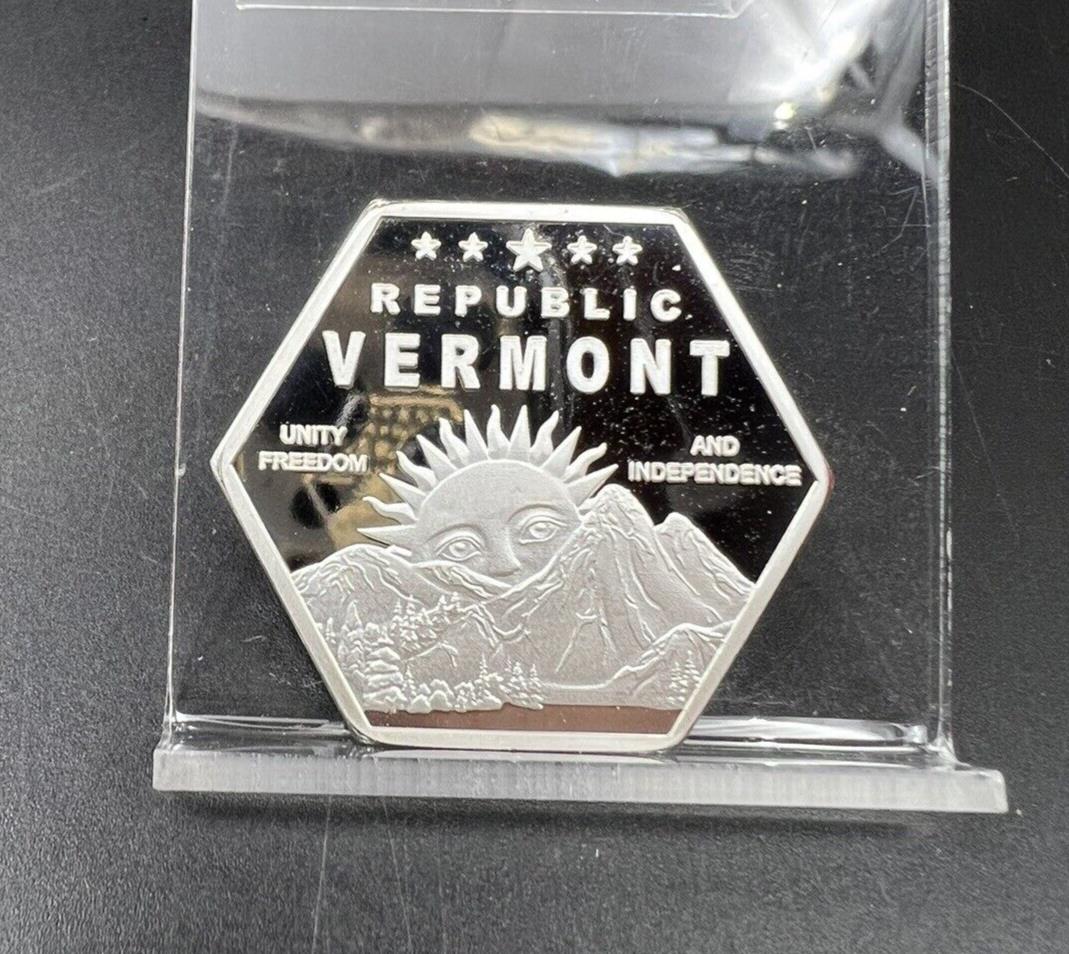 REPUBLIC
VERMONT
UNITY
FREEDOM
AND
INDEPENDENCE